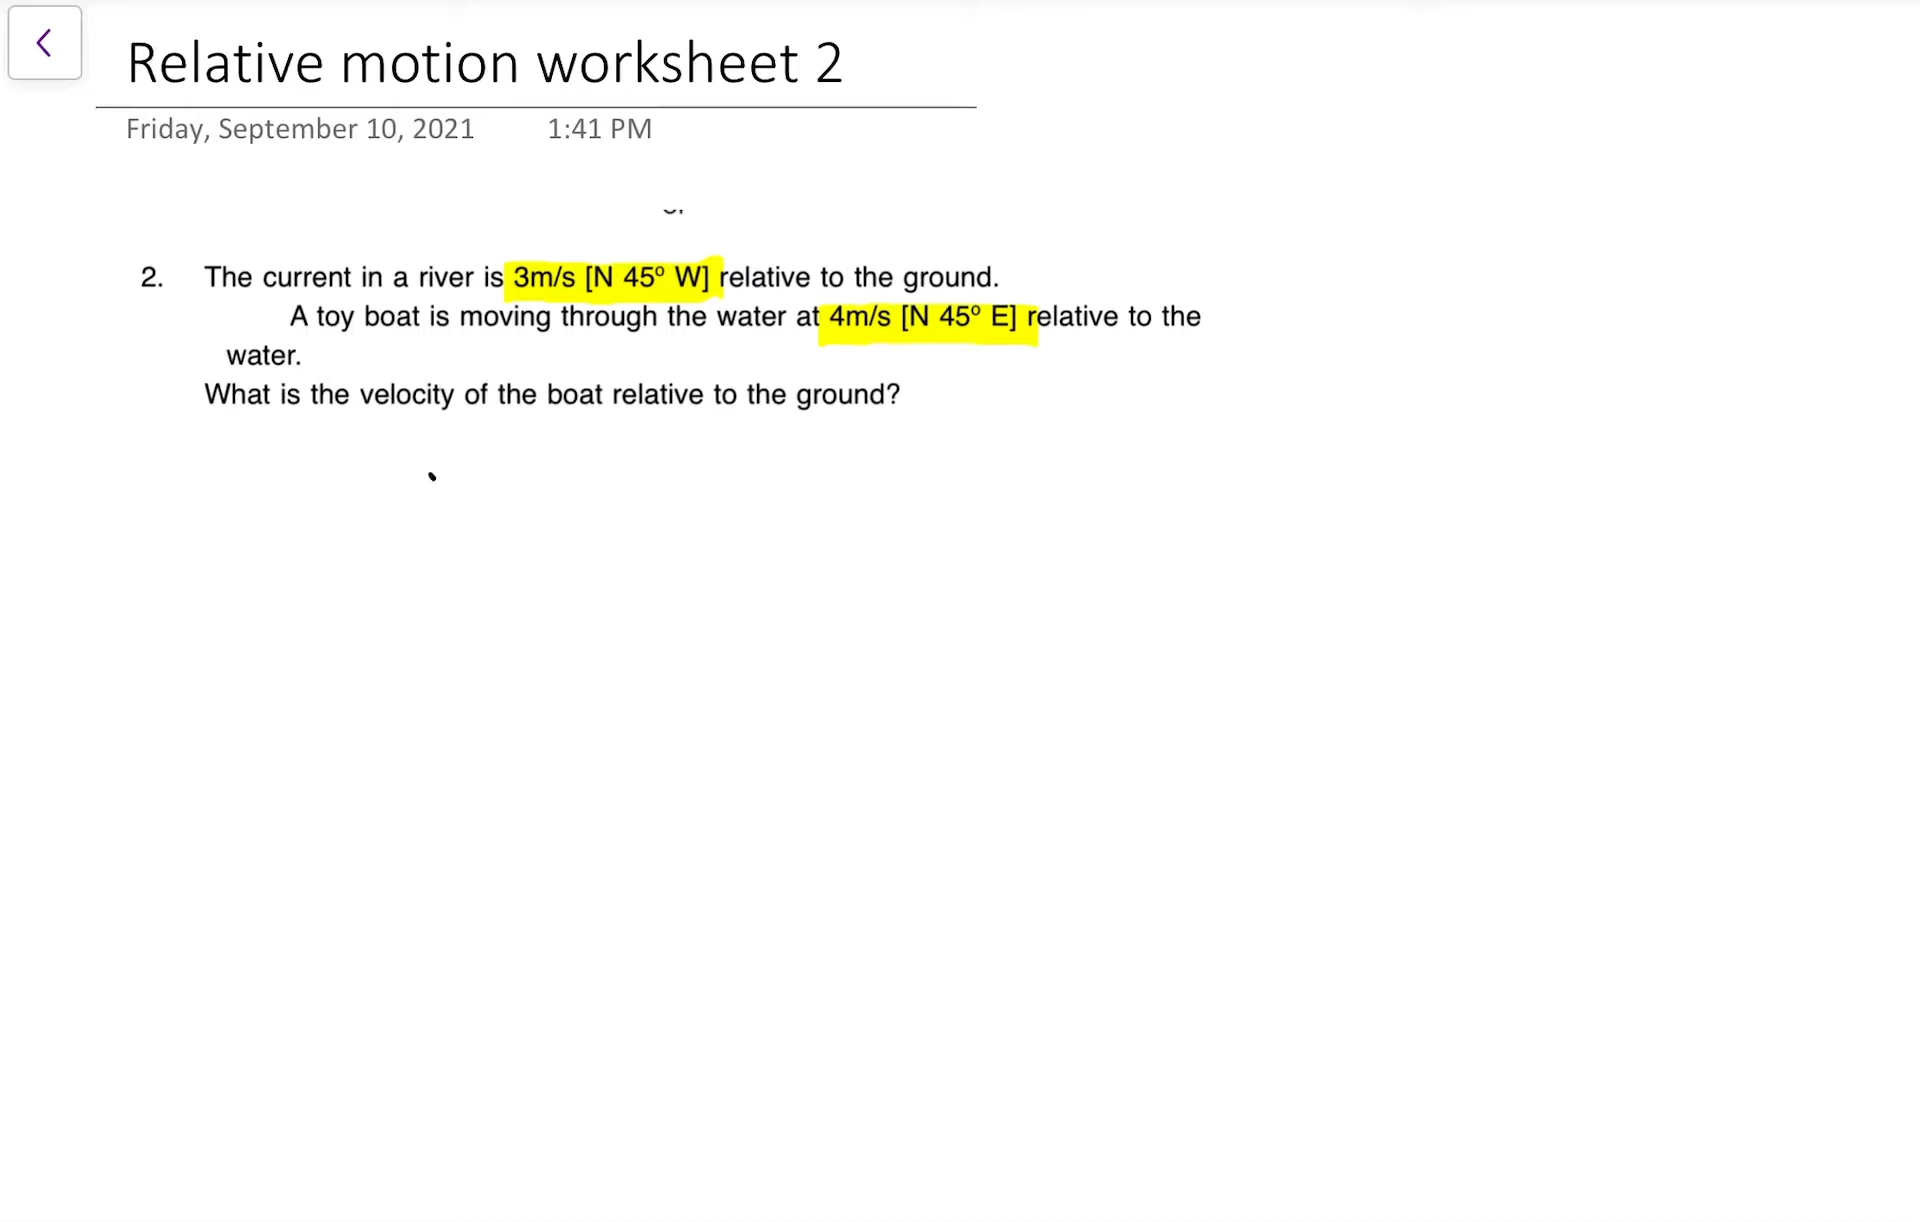 Relative motion worksheet 2
Friday, September 10, 2021 1:41 PM
2. The current in a river is 3m/s [N 45º W] relative to the ground.
A toy boat is moving through the water at 4m/s [N 45º E] relative to the
water.
What is the velocity of the boat relative to the ground?